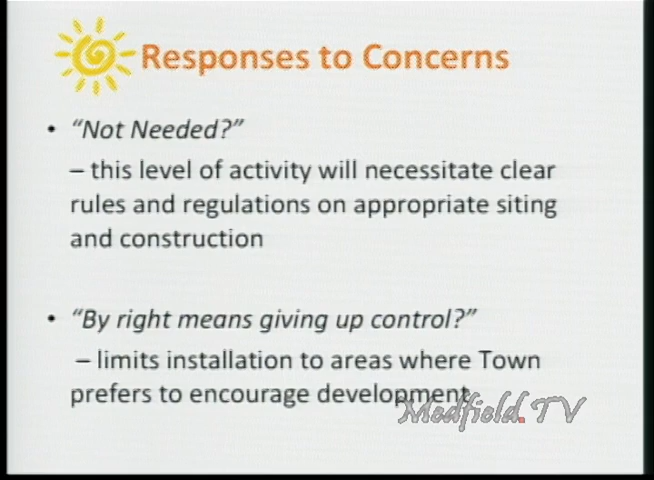 Responses to Concerns
• "Not Needed?"
– this level of activity will necessitate clear
rules and regulations on appropriate siting
and construction
• "By right means giving up control?"
– limits installation to areas where Town
prefers to encourage development
Medfield.TV